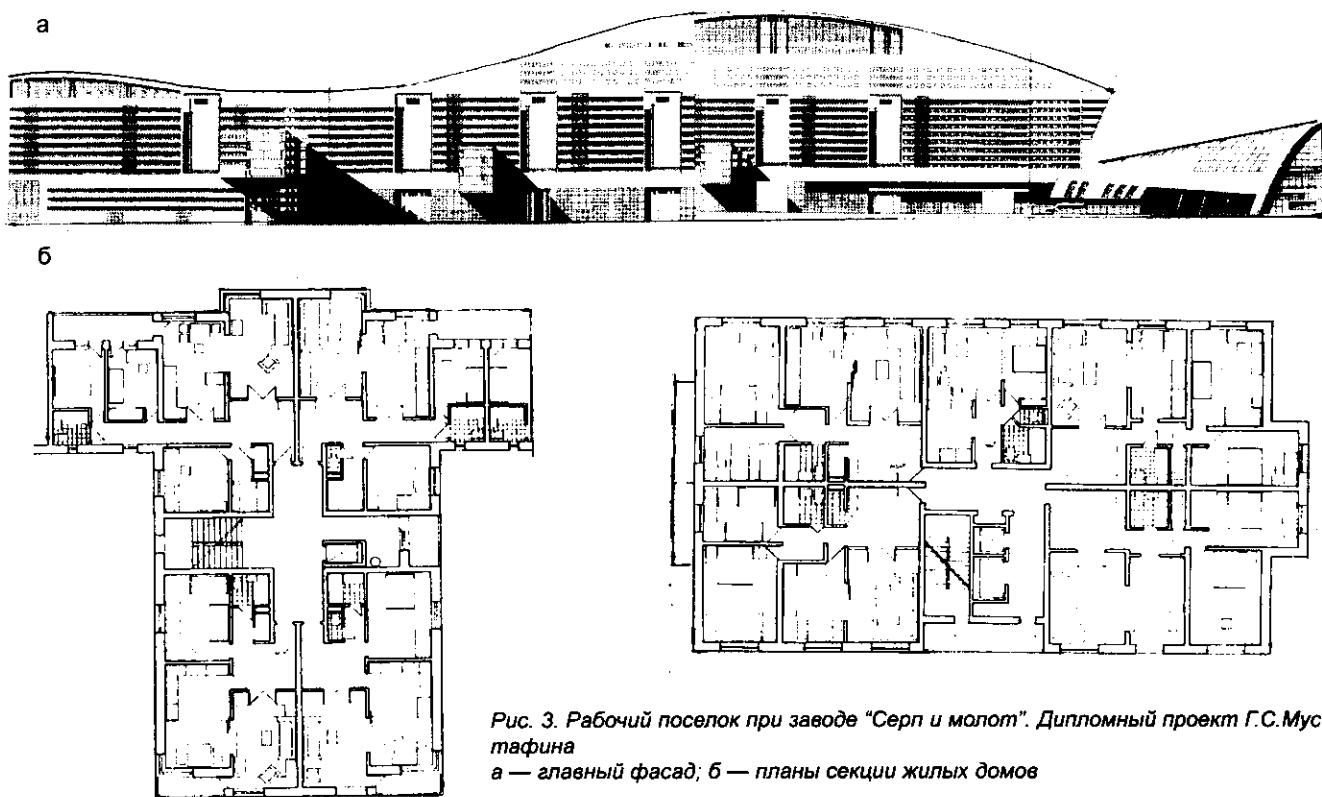 а
б
Рис. 3. Рабочий поселок при заводе "Серп и молот". Дипломный проект Г.С.Мус
тафина
а — главный фасад; б — планы секции жилых домов